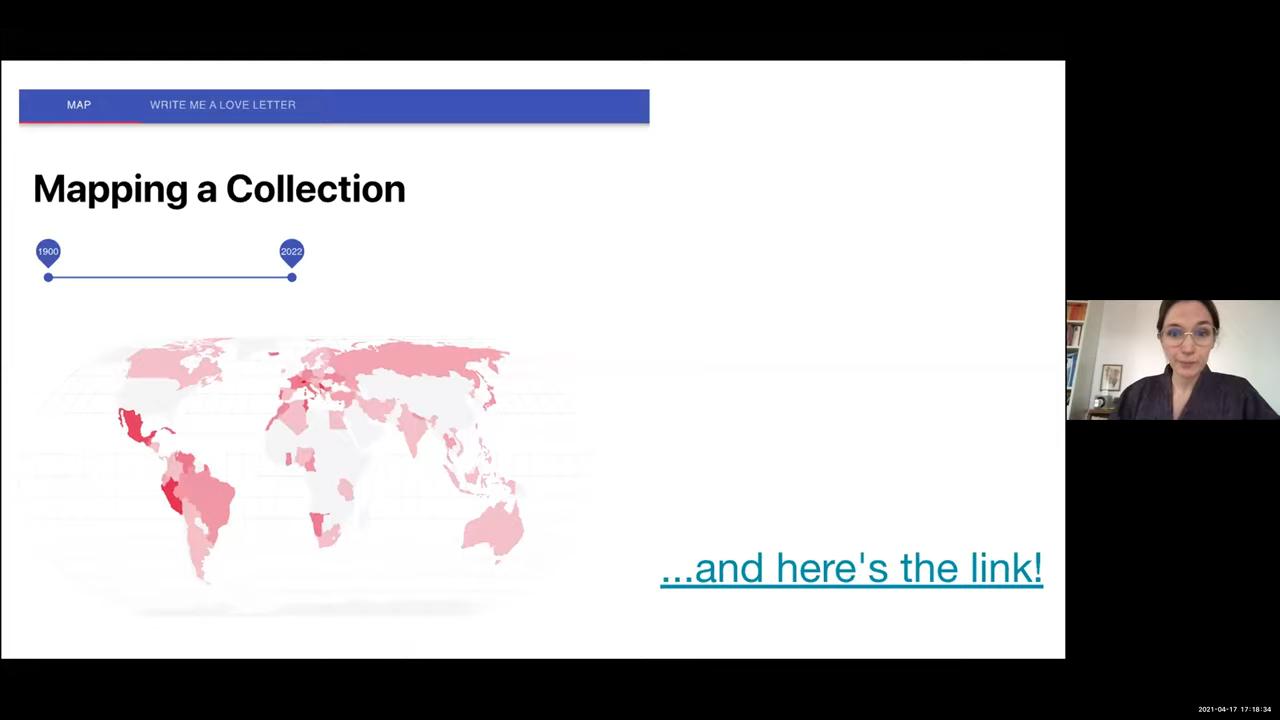 MAP
WRITE ME A LOVE LETTER
Mapping a Collection
1900
2022
...and here's the link!
2021-04-17 17:18:34